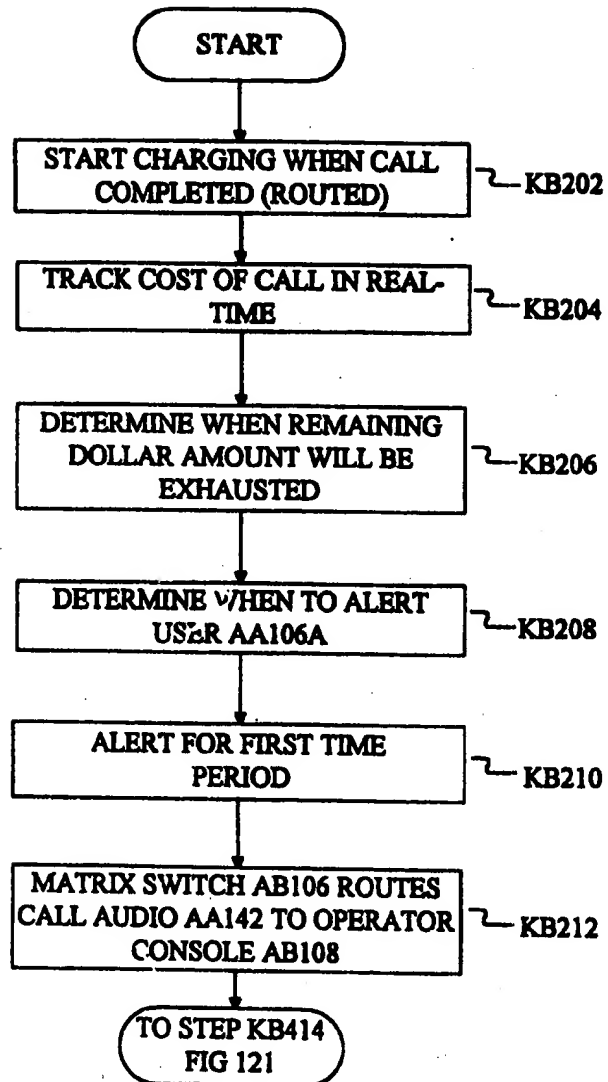 START
START CHARGING WHEN CALL
COMPLETED (ROUTED)
KB202
TRACK COST OF CALL IN REAL-
TIME
KB204
DETERMINE WHEN REMAINING
DOLLAR AMOUNT WILL BE
EXHAUSTED
KB206
DETERMINE WHEN TO ALERT
USER AA106A
KB208
ALERT FOR FIRST TIME
PERIOD
KB210
MATRIX SWITCH AB106 ROUTES
CALL AUDIO AA142 TO OPERATOR
CONSOLE AB108
KB212
TO STEP KB414
FIG 121